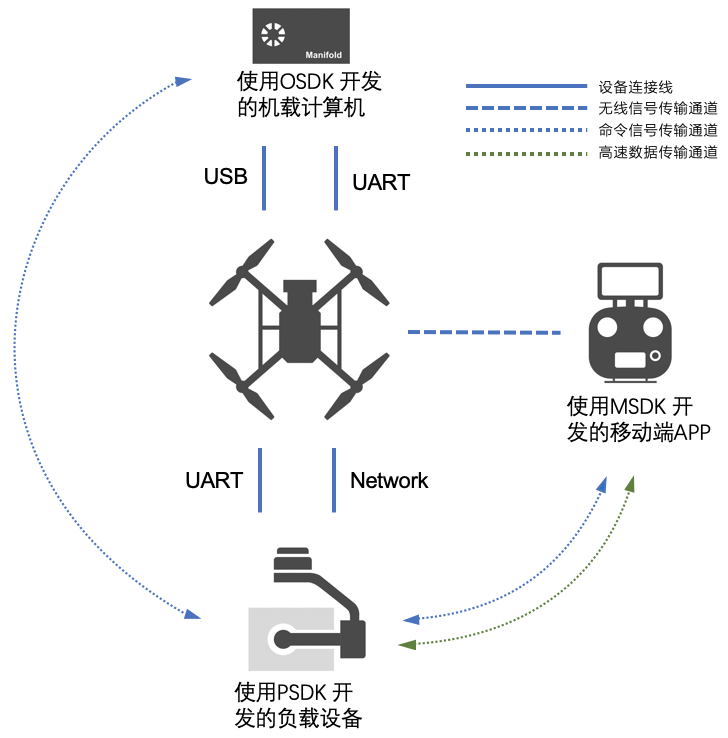 Manifold
使用OSDK 开发
的机载计算机
设备连接线
无线信号传输通道
命令信号传输通道
高速数据传输通道
USB
UART
使用MSDK 开
发的移动端APP
UART
Network
使用PSDK 开
发的负载设备